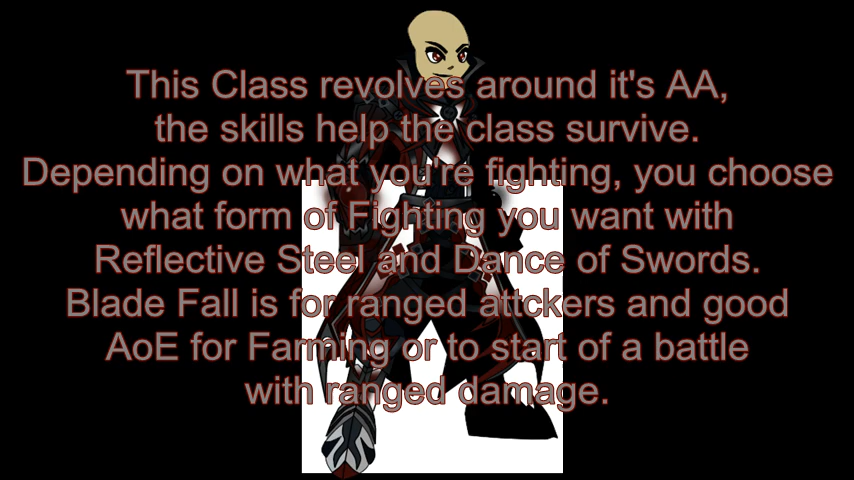 This Class revolves around it's AA,
the skills help the class survive.
Depending on what you're fighting, you choose
what form of Fighting you want with
Reflective Steel and Dance of Swords.
Blade Fall is for ranged attckers and good
AoE for Farming or to start of a battle
with ranged damage.